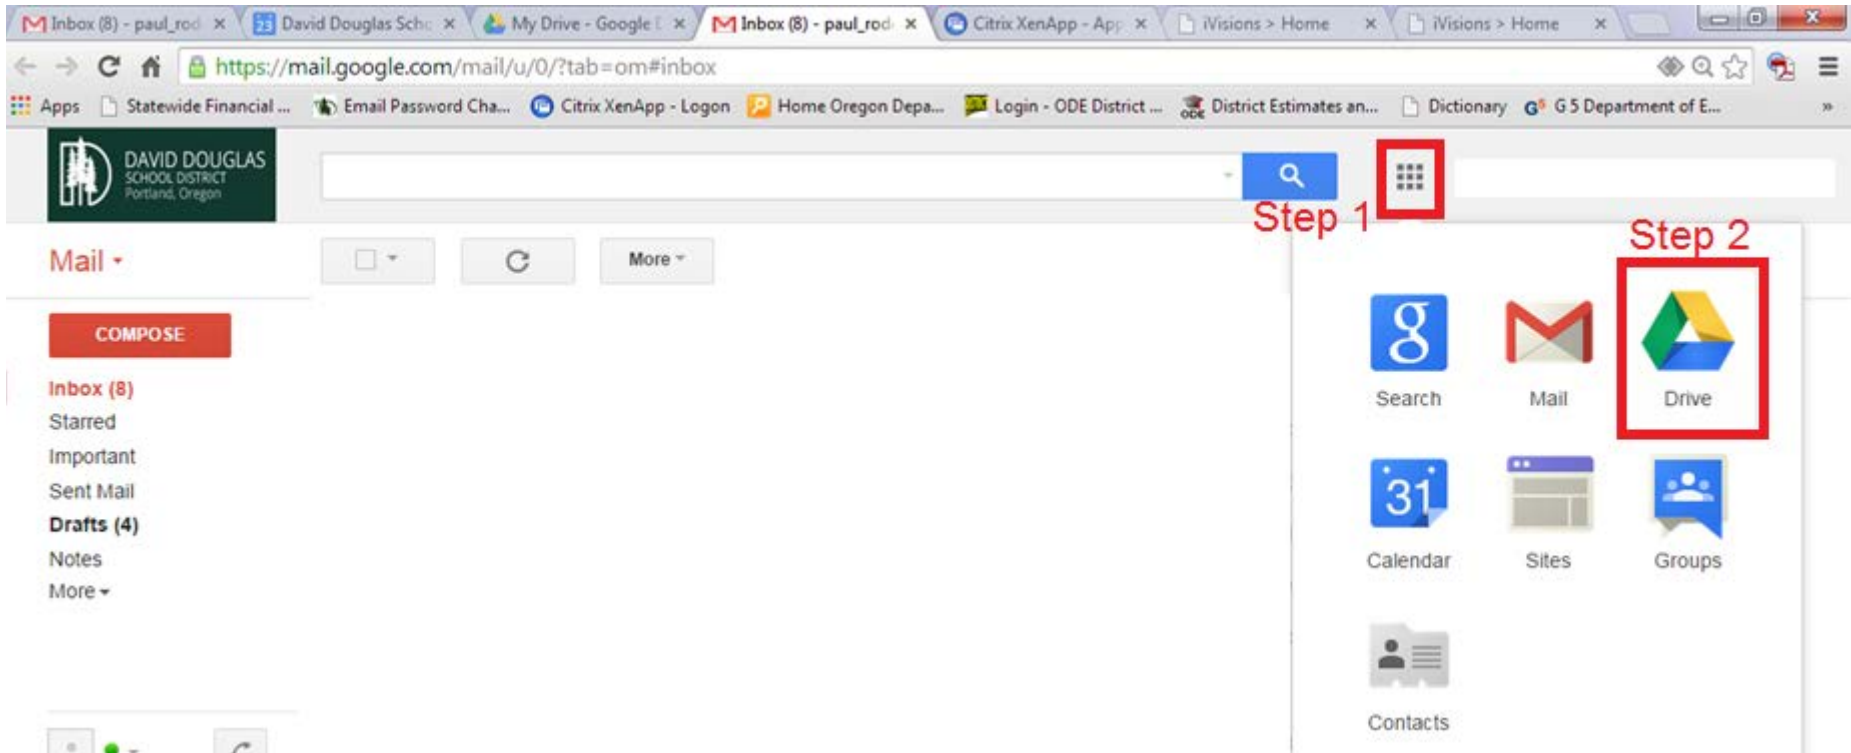 Inbox (8) - paul_rod
David Douglas Scho
My Drive - Google D
Inbox (8) - paul_rod
Citrix XenApp - App
iVisions > Home
iVisions > Home
https://mail.google.com/mail/u/0/?tab=om#inbox
Apps Statewide Financial ... Email Password Cha... Citrix XenApp - Logon Home Oregon Depa... Login - ODE District ... ODE District Estimates an... Dictionary G5 G 5 Department of E... »
DAVID DOUGLAS
SCHOOL DISTRICT
Portland, Oregon
Step 1
Step 2
Mail
More
COMPOSE
Inbox (8)
Starred
Important
Sent Mail
Drafts (4)
Notes
More
g
Search Mail Drive
31
Calendar Sites Groups
Contacts